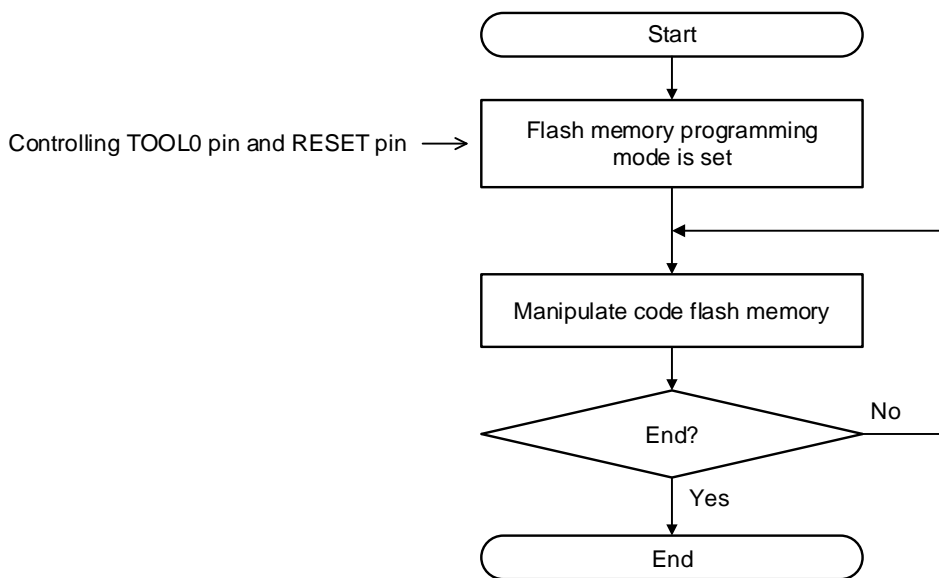 Start
Controlling TOOL0 pin and RESET pin
Flash memory programming
mode is set
Manipulate code flash memory
End?
No
Yes
End